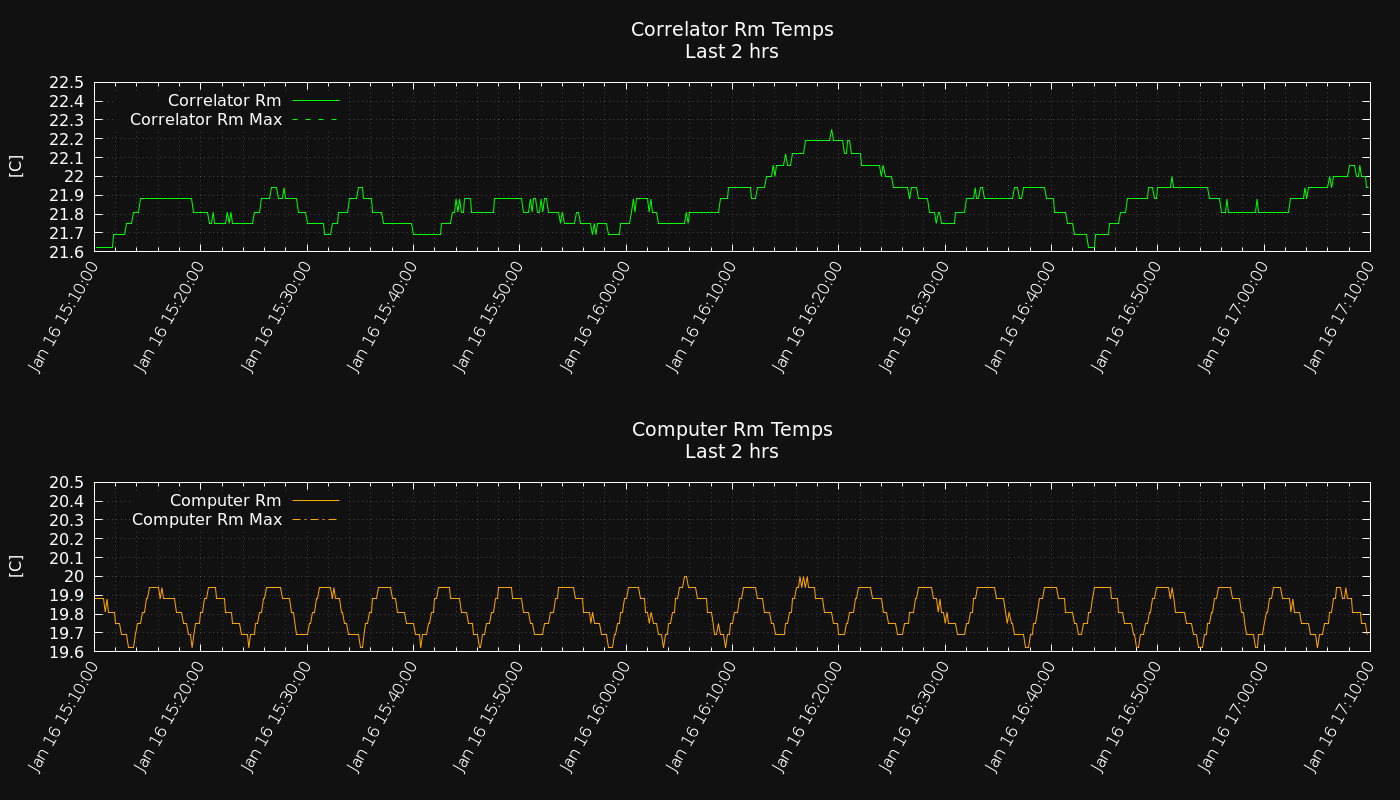 Correlator Rm Temps
Last 2 hrs
22.5
22.4
22.3
22.2
22.1
22
21.9
21.8
21.7
21.6
[C]
Correlator Rm
Correlator Rm Max
Jan 16 15:10:00
Jan 16 15:20:00
Jan 16 15:30:00
Jan 16 15:40:00
Jan 16 15:50:00
Jan 16 16:00:00
Jan 16 16:10:00
Jan 16 16:20:00
Jan 16 16:30:00
Jan 16 16:40:00
Jan 16 16:50:00
Jan 16 17:00:00
Jan 16 17:10:00
Computer Rm Temps
Last 2 hrs
20.5
20.4
20.3
20.2
20.1
20
19.9
19.8
19.7
19.6
[C]
Computer Rm
Computer Rm Max
Jan 16 15:10:00
Jan 16 15:20:00
Jan 16 15:30:00
Jan 16 15:40:00
Jan 16 15:50:00
Jan 16 16:00:00
Jan 16 16:10:00
Jan 16 16:20:00
Jan 16 16:30:00
Jan 16 16:40:00
Jan 16 16:50:00
Jan 16 17:00:00
Jan 16 17:10:00